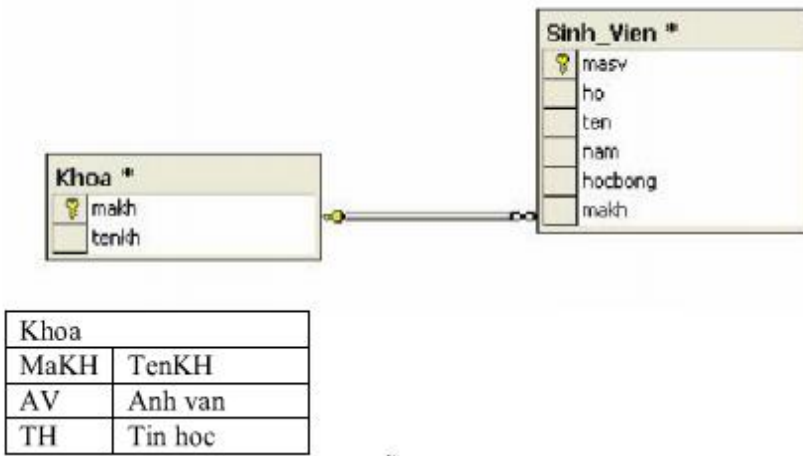 Sinh_Vien *
masv
ho
ten
nam
hocbong
makh
Khoa *
makh
tenkh
Khoa
MaKH TenKH
AV Anh van
TH Tin hoc